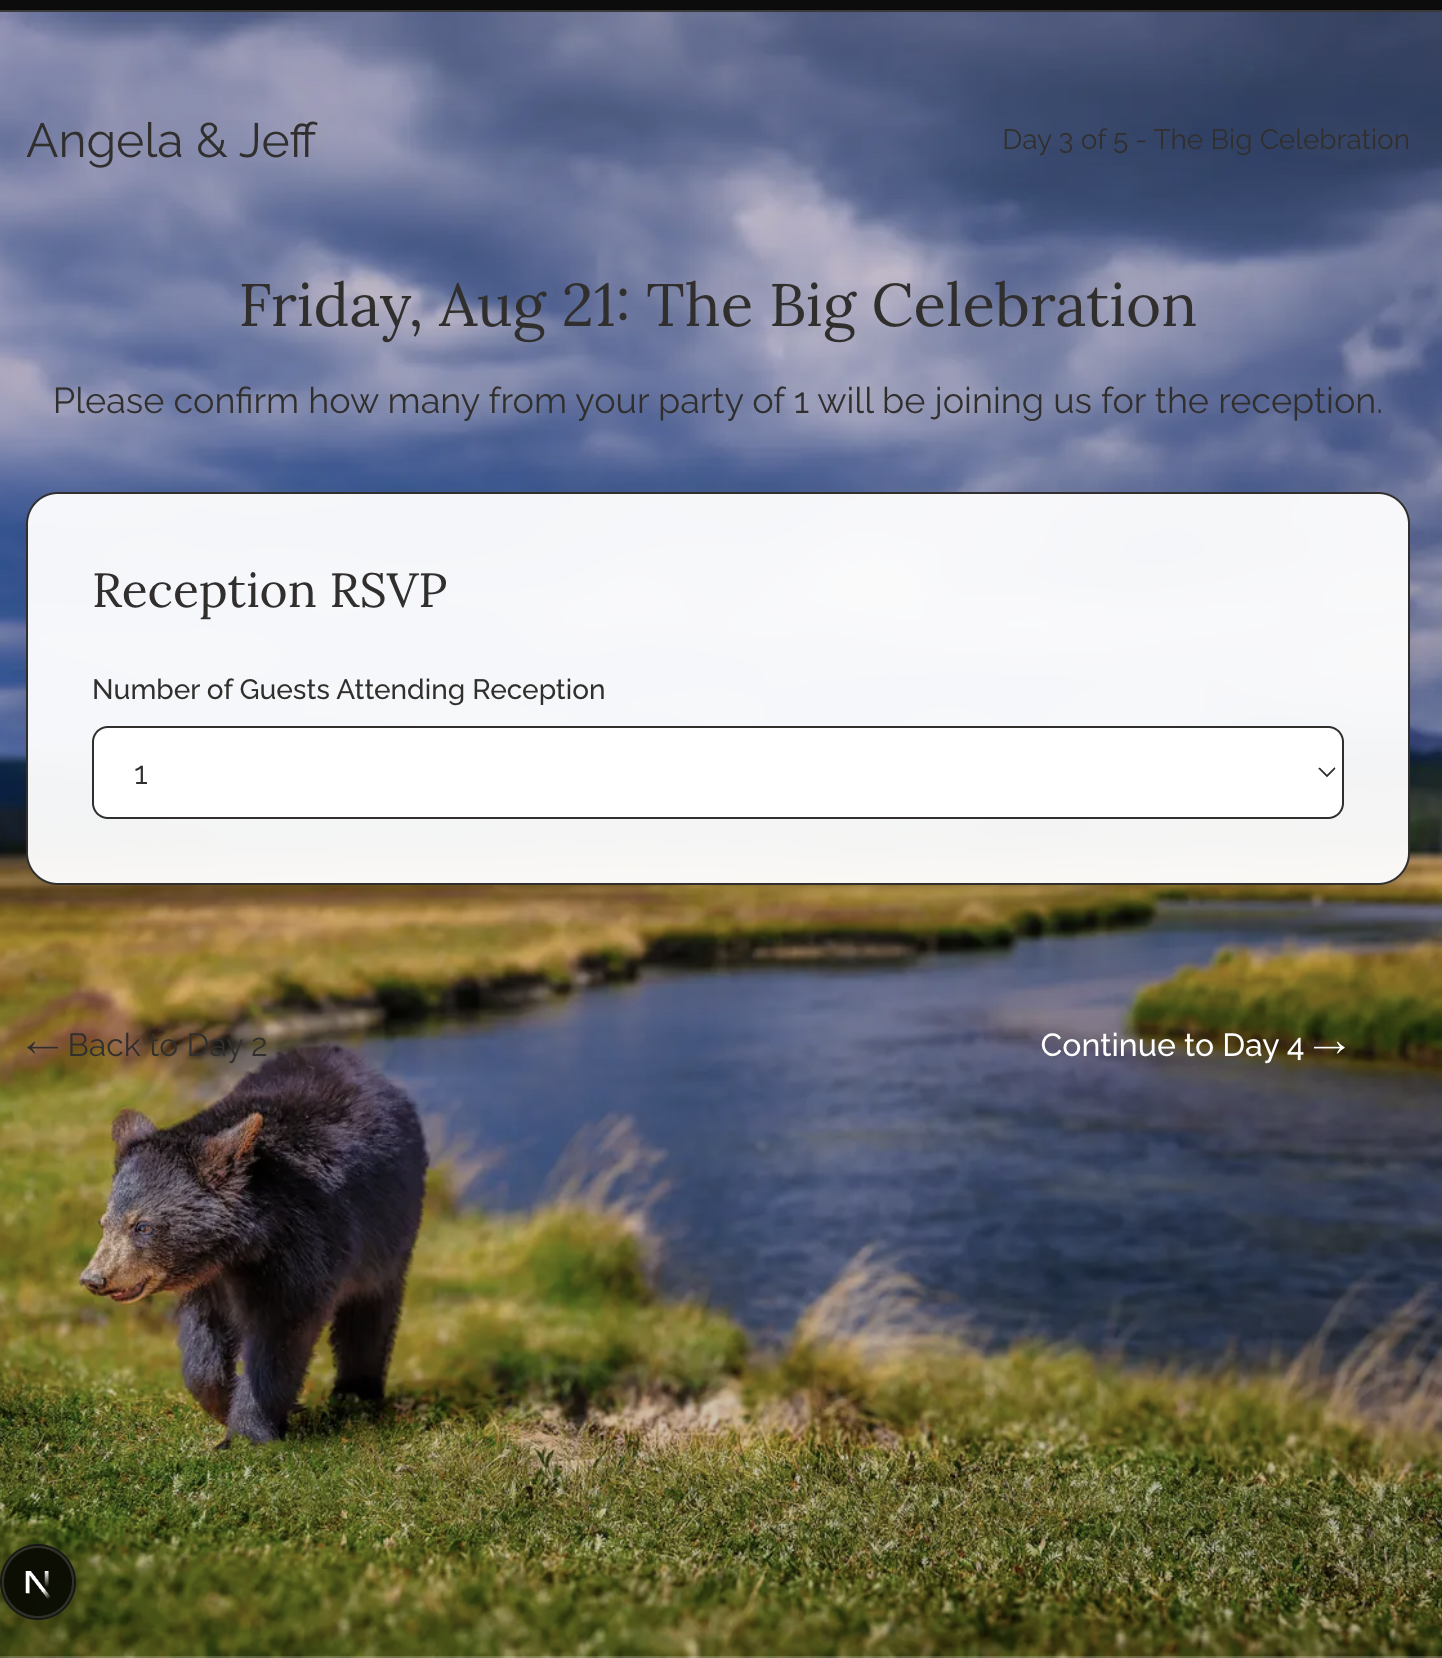 Angela & Jeff
Day 3 of 5 - The Big Celebration
Friday, Aug 21: The Big Celebration
Please confirm how many from your party of 1 will be joining us for the reception.
Reception RSVP
Number of Guests Attending Reception
1
← Back to Day 2
Continue to Day 4 →
N